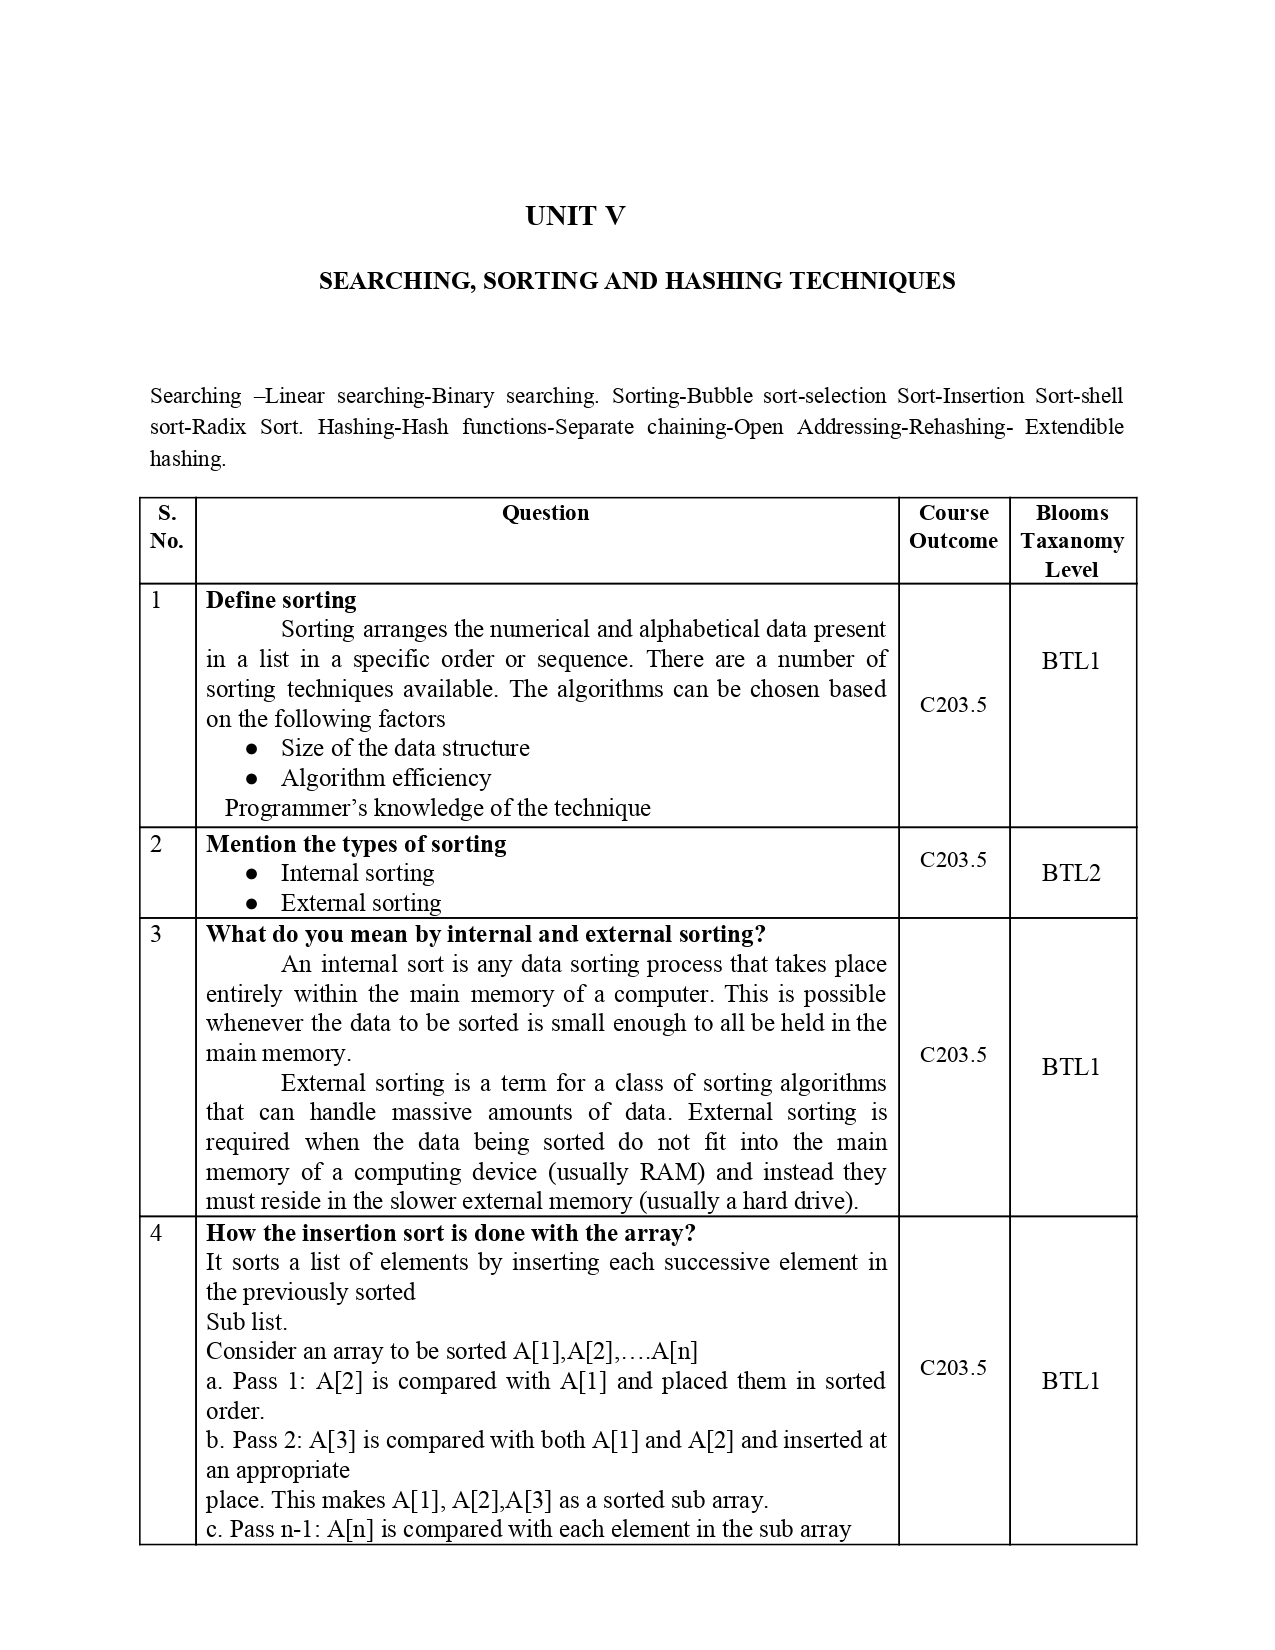 UNIT V
SEARCHING, SORTING AND HASHING TECHNIQUES
Searching –Linear searching-Binary searching. Sorting-Bubble sort-selection Sort-Insertion Sort-shell
sort-Radix Sort. Hashing-Hash functions-Separate chaining-Open Addressing-Rehashing- Extendible
hashing.
S.
No.
Question
Course
Outcome
Blooms
Taxanomy
Level
1
Define sorting
Sorting arranges the numerical and alphabetical data present
in a list in a specific order or sequence. There are a number of
sorting techniques available. The algorithms can be chosen based
on the following factors
● Size of the data structure
● Algorithm efficiency
Programmer’s knowledge of the technique
C203.5
BTL1
2
Mention the types of sorting
● Internal sorting
● External sorting
C203.5
BTL2
3
What do you mean by internal and external sorting?
An internal sort is any data sorting process that takes place
entirely within the main memory of a computer. This is possible
whenever the data to be sorted is small enough to all be held in the
main memory.
External sorting is a term for a class of sorting algorithms
that can handle massive amounts of data. External sorting is
required when the data being sorted do not fit into the main
memory of a computing device (usually RAM) and instead they
must reside in the slower external memory (usually a hard drive).
C203.5
BTL1
4
How the insertion sort is done with the array?
It sorts a list of elements by inserting each successive element in
the previously sorted
Sub list.
Consider an array to be sorted A[1],A[2],….A[n]
a. Pass 1: A[2] is compared with A[1] and placed them in sorted
order.
b. Pass 2: A[3] is compared with both A[1] and A[2] and inserted at
an appropriate
place. This makes A[1], A[2],A[3] as a sorted sub array.
c. Pass n-1: A[n] is compared with each element in the sub array
C203.5
BTL1